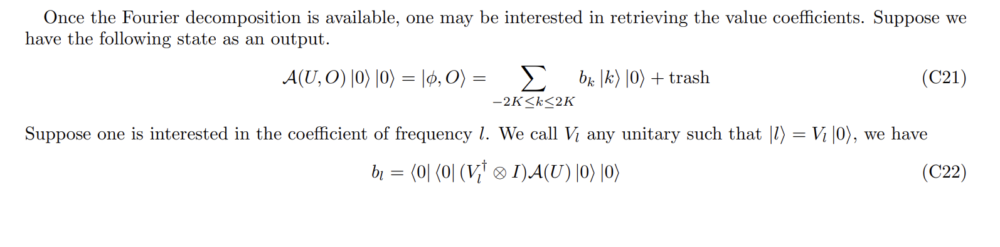 Once the Fourier decomposition is available, one may be interested in retrieving the value coefficients. Suppose we
have the following state as an output.
𝒜(U, O) |0⟩ |0⟩ = |ϕ, O⟩ = ∑_{−2K≤k≤2K} b_k |k⟩ |0⟩ + trash (C21)
Suppose one is interested in the coefficient of frequency l. We call V_l any unitary such that |l⟩ = V_l |0⟩, we have
b_l = ⟨0| ⟨0| (V_l^† ⊗ I)𝒜(U) |0⟩ |0⟩ (C22)